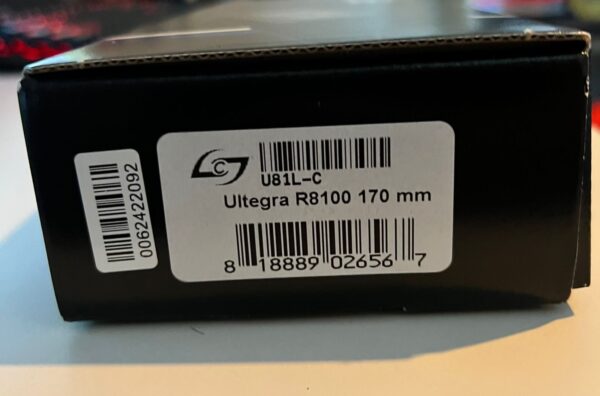 0062422092
C
U81L-C
Ultegra R8100 170 mm
8 18889 02656 7